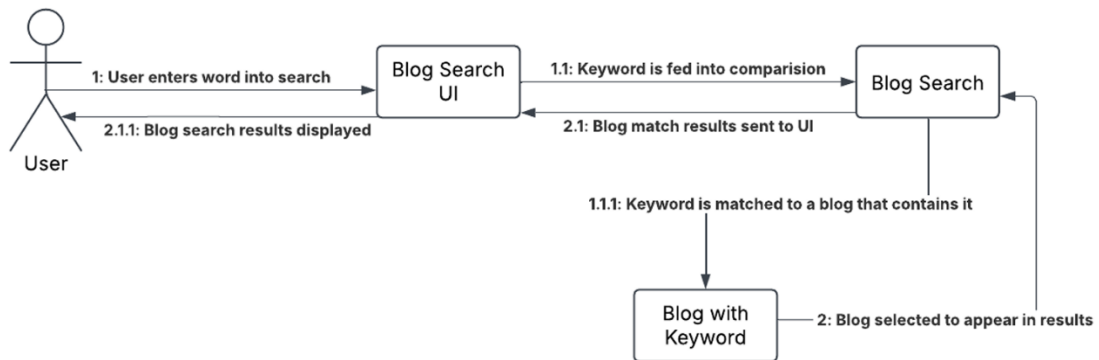 1: User enters word into search
Blog Search
UI
1.1: Keyword is fed into comparision
Blog Search
2.1.1: Blog search results displayed
2.1: Blog match results sent to UI
User
1.1.1: Keyword is matched to a blog that contains it
Blog with
Keyword
2: Blog selected to appear in results